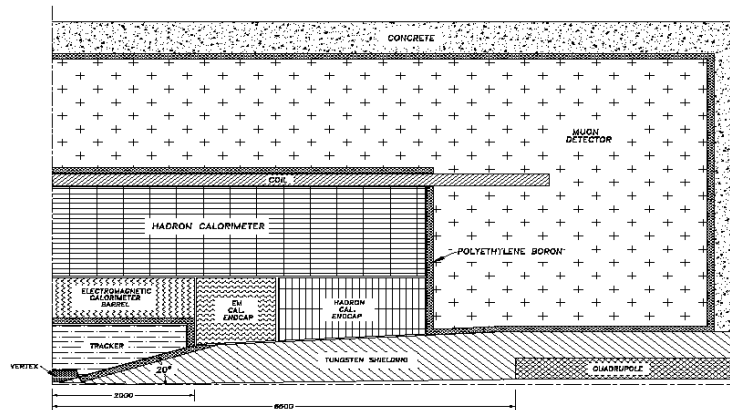 CONCRETE
MUON
DETECTOR
COIL
HADRON CALORIMETER
POLYETHYLENE BORON
ELECTROMAGNETIC
CALORIMETER
BARREL
EM
CAL.
ENDCAP
HADRON
CAL.
ENDCAP
TRACKER
TUNGSTEN SHIELDING
VERTEX
20°
QUADRUPOLE
2000
6500